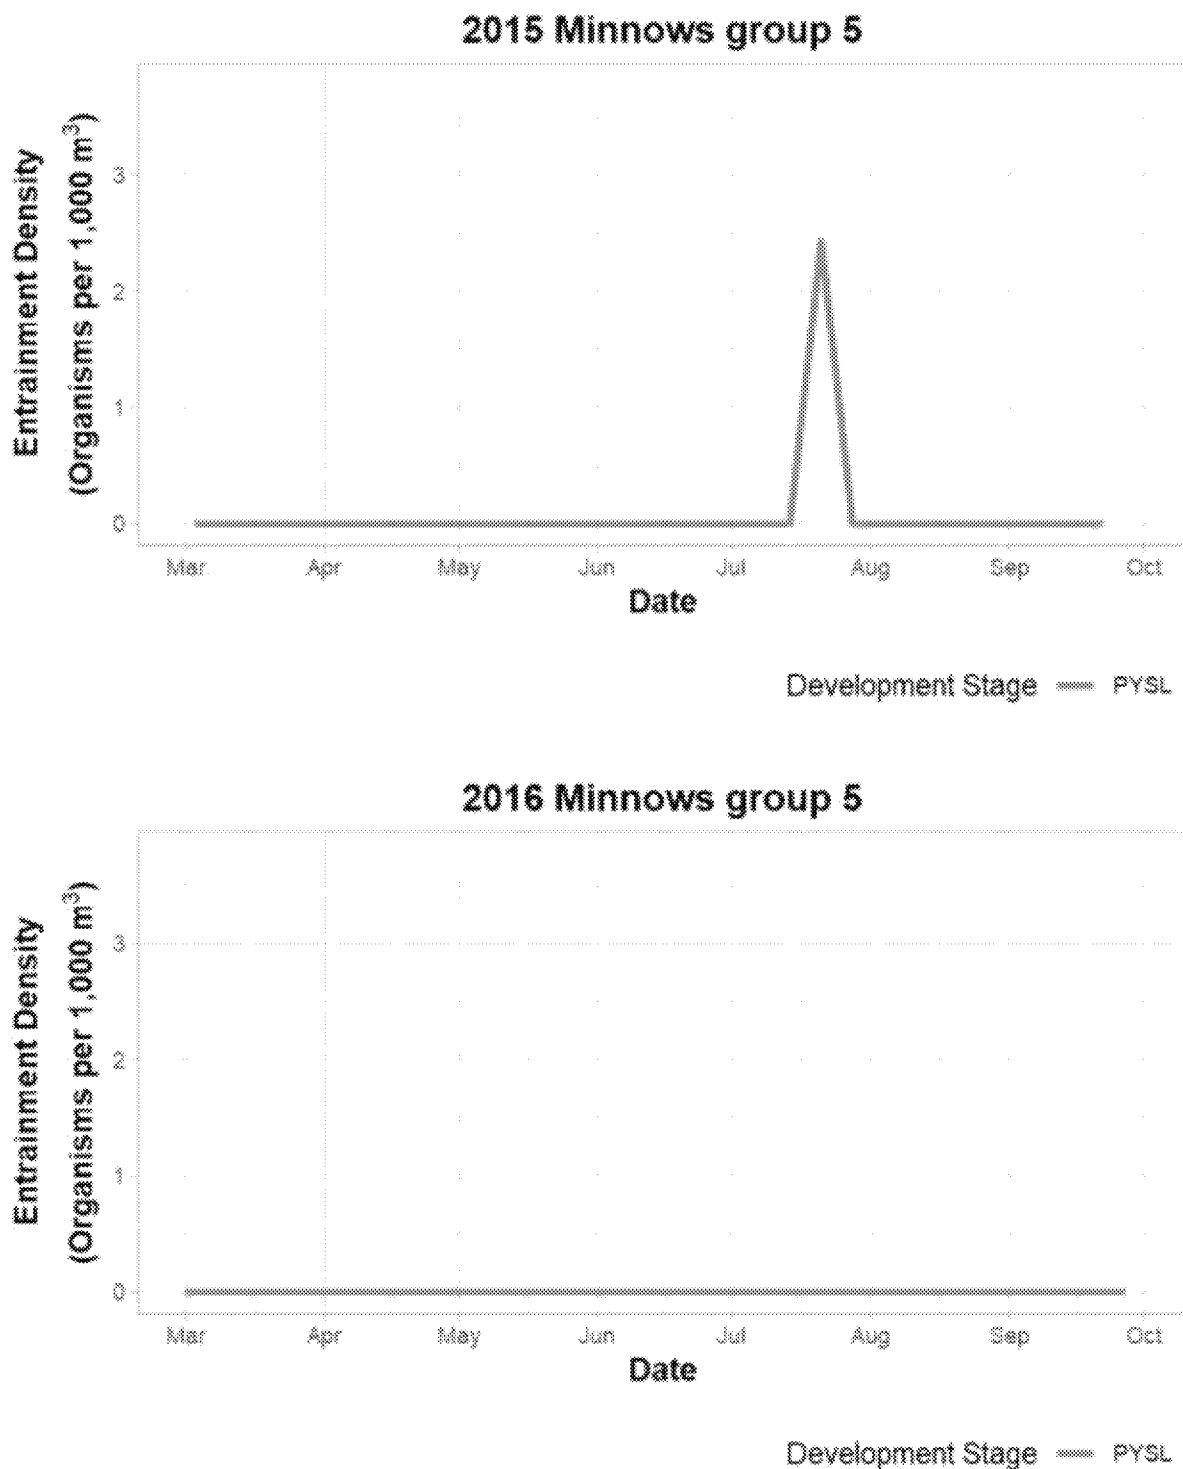 2015 Minnows group 5
Entrainment Density
(Organisms per 1,000 m³)
3
2
1
0
Mar Apr May Jun Jul Aug Sep Oct
Date
Development Stage PYSL
2016 Minnows group 5
Entrainment Density
(Organisms per 1,000 m³)
3
2
1
0
Mar Apr May Jun Jul Aug Sep Oct
Date
Development Stage PYSL